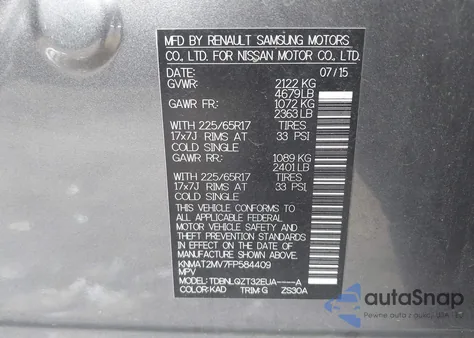 MFD BY RENAULT SAMSUNG MOTORS
CO., LTD. FOR NISSAN MOTOR CO., LTD.
DATE: 07/15
GVWR: 2122 KG
4679LB
GAWR FR: 1072 KG
2363LB
WITH 225/65R17 TIRES
17x7J RIMS AT 33 PSI
COLD SINGLE
GAWR RR: 1089 KG
2401LB
WITH 225/65R17 TIRES
17x7J RIMS AT 33 PSI
COLD SINGLE
THIS VEHICLE CONFORMS TO
ALL APPLICABLE FEDERAL
MOTOR VEHICLE SAFETY AND
THEFT PREVENTION STANDARDS
IN EFFECT ON THE DATE OF
MANUFACTURE SHOWN ABOVE.
KNMAT2MV7FP584409
MPV
MODEL: TDBNLQZT32EUA----A
COLOR:KAD TRIM:G ZS30A
autoSnap
Pewne auto z USA